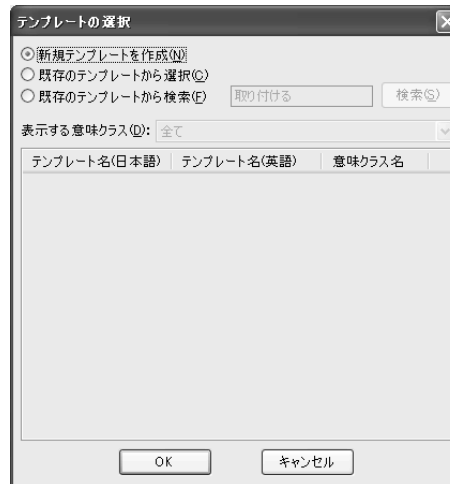 テンプレートの選択
新規テンプレートを作成(N)
既存のテンプレートから選択(C)
既存のテンプレートから検索(F) 取り付ける 検索(S)
表示する意味クラス(D): 全て
テンプレート名(日本語) テンプレート名(英語) 意味クラス名
OK キャンセル